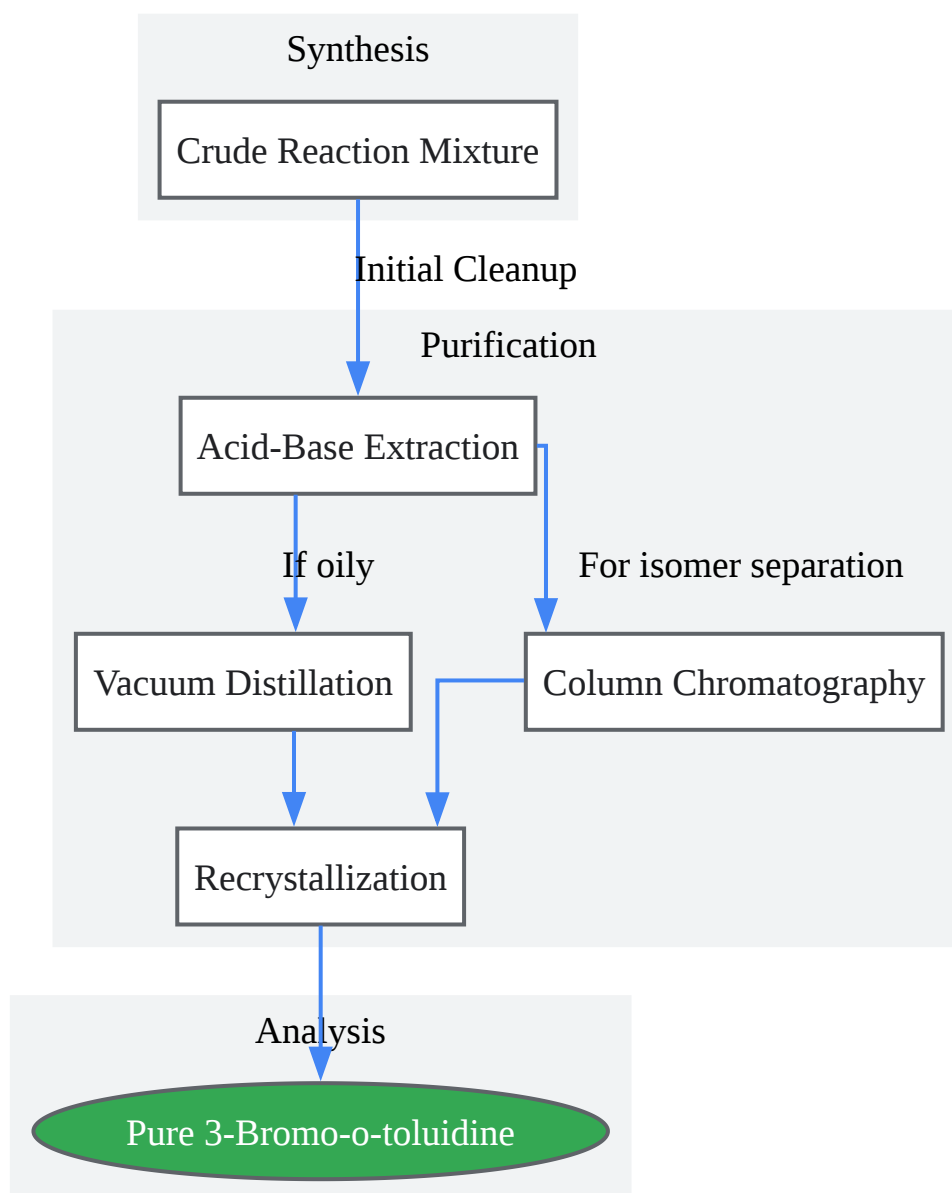 Synthesis
Crude Reaction Mixture
Initial Cleanup
Purification
Acid-Base Extraction
If oily
For isomer separation
Vacuum Distillation
Column Chromatography
Recrystallization
Analysis
Pure 3-Bromo-o-toluidine